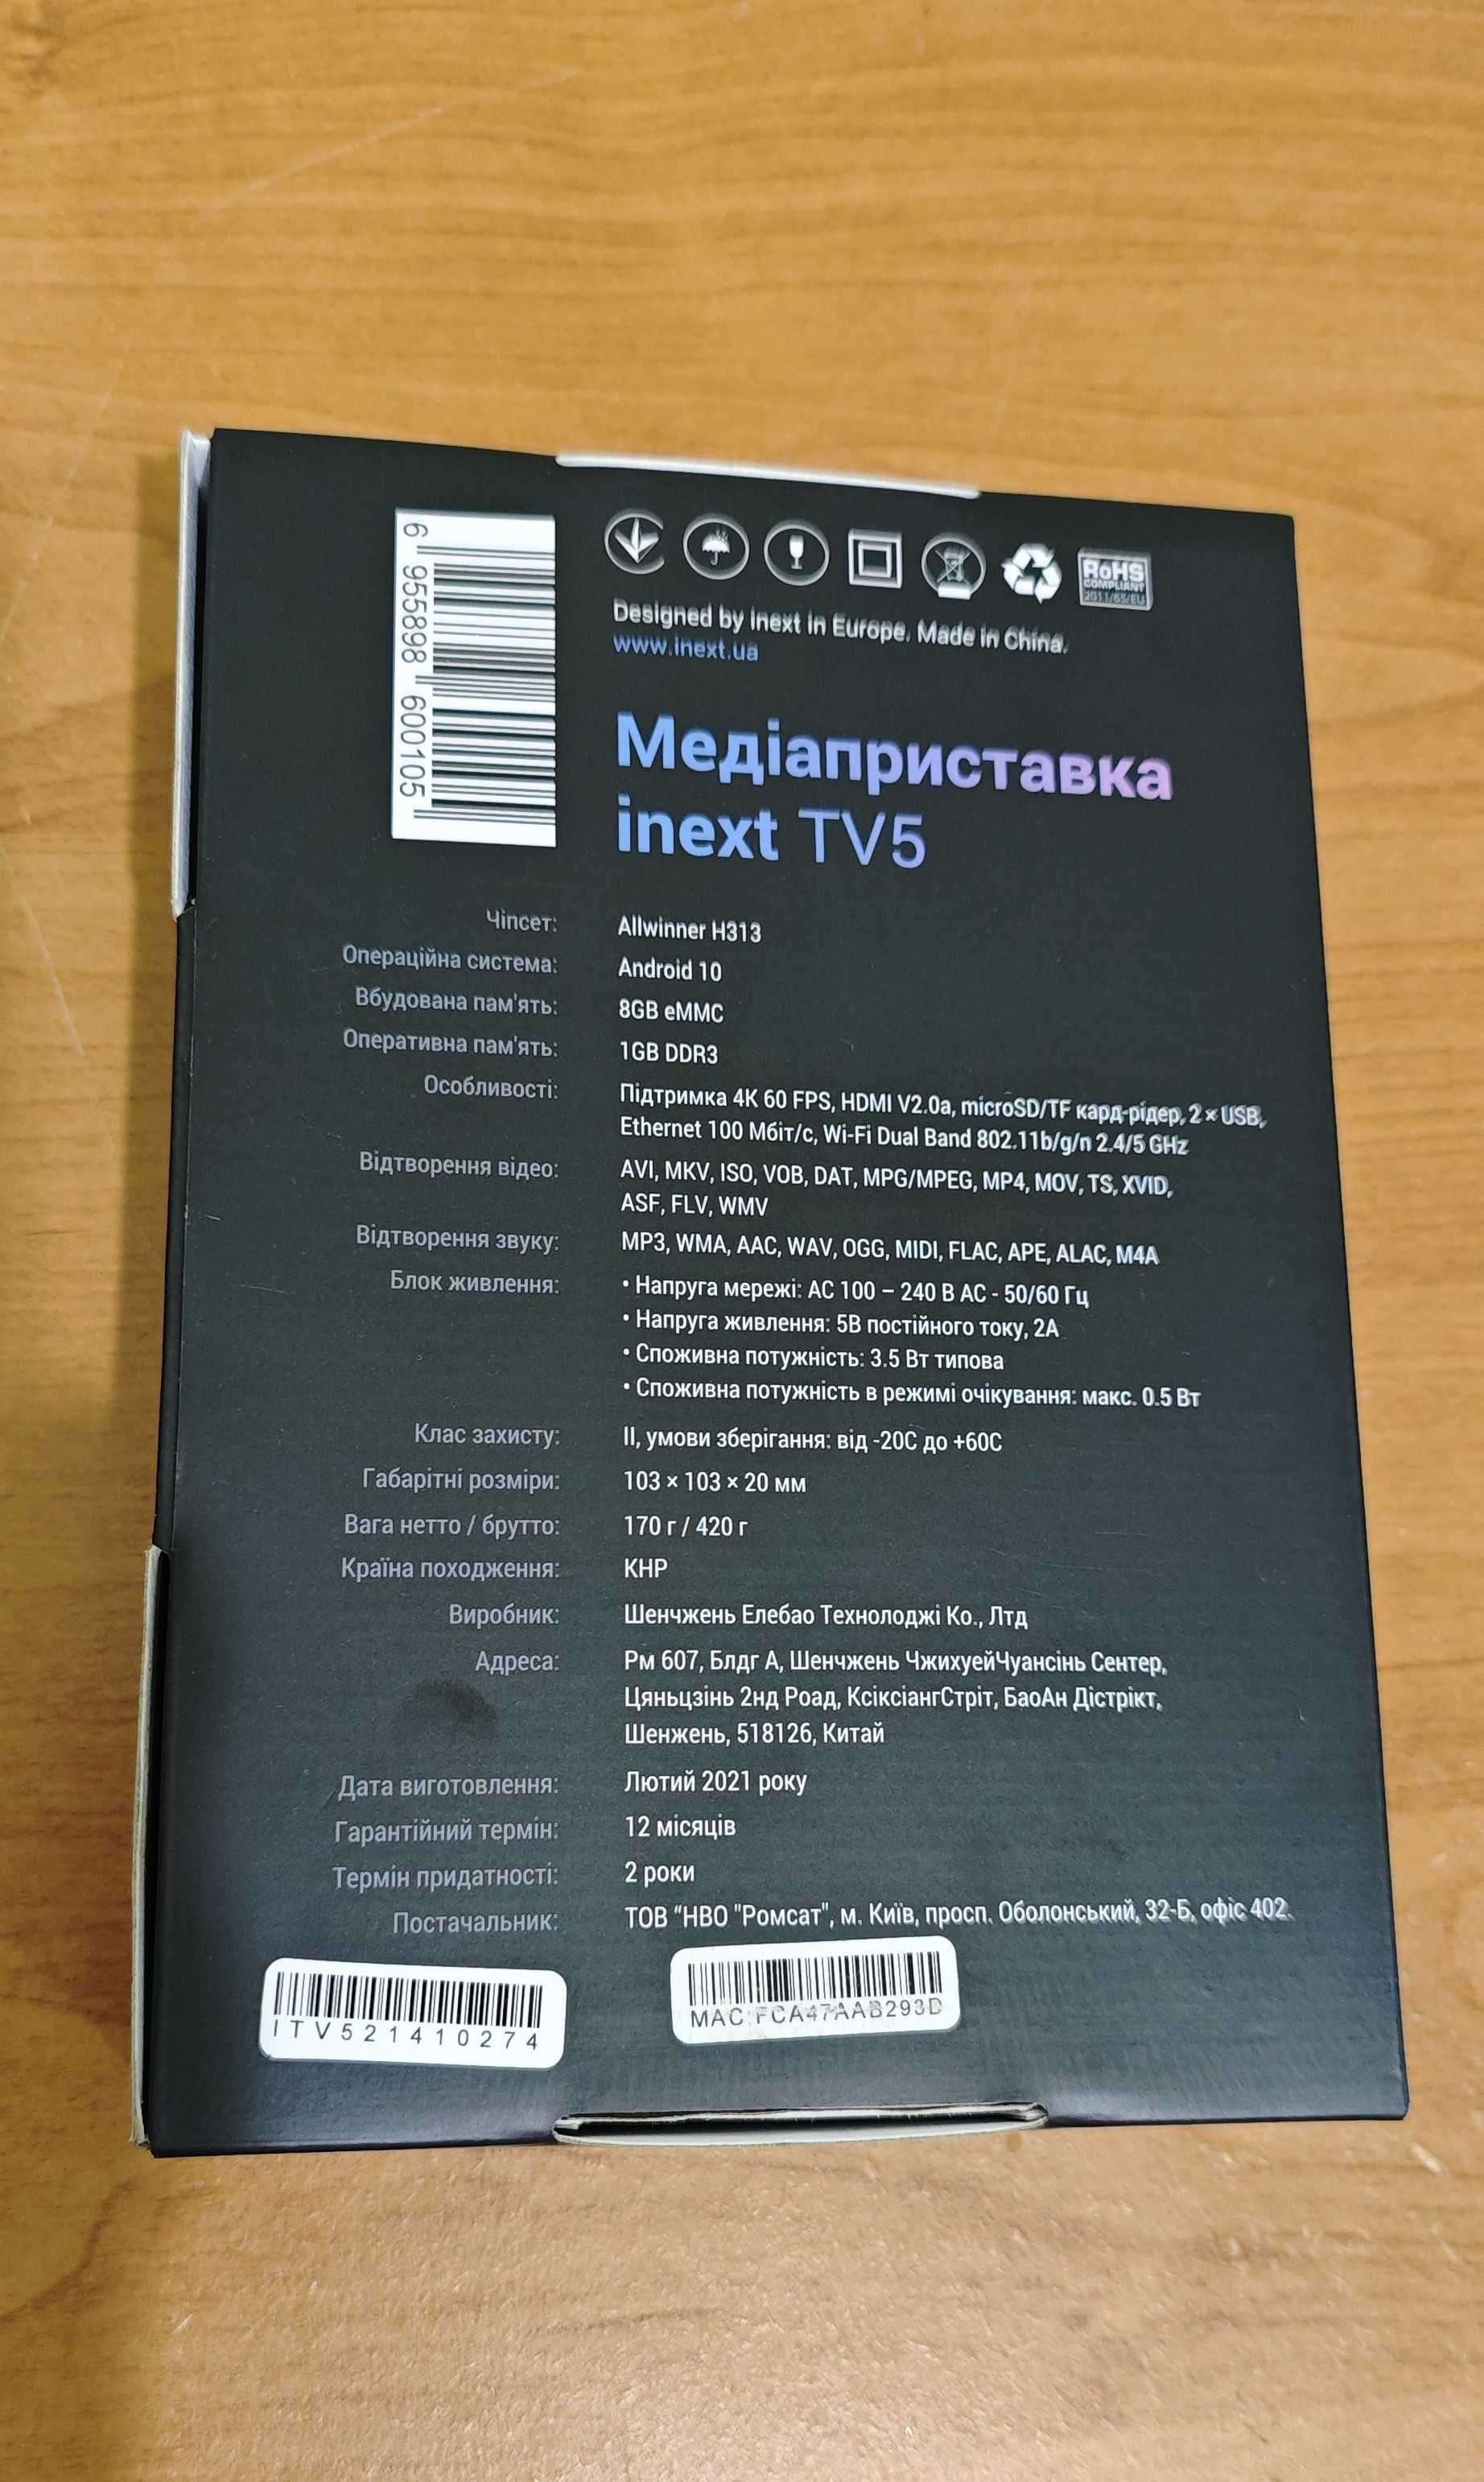 6 955898 600105
RoHS
COMPLIANT
2011/65/EU
Designed by inext in Europe. Made in China.
www.inext.ua
Медіаприставка
inext TV5
Чіпсет: Allwinner H313
Операційна система: Android 10
Вбудована пам'ять: 8GB eMMC
Оперативна пам'ять: 1GB DDR3
Особливості: Підтримка 4K 60 FPS, HDMI V2.0a, microSD/TF кард-рідер, 2 × USB,
Ethernet 100 Мбіт/с, Wi-Fi Dual Band 802.11b/g/n 2.4/5 GHz
Відтворення відео: AVI, MKV, ISO, VOB, DAT, MPG/MPEG, MP4, MOV, TS, XVID,
ASF, FLV, WMV
Відтворення звуку: MP3, WMA, AAC, WAV, OGG, MIDI, FLAC, APE, ALAC, M4A
Блок живлення: • Напруга мережі: AC 100 – 240 В AC - 50/60 Гц
• Напруга живлення: 5В постійного току, 2А
• Споживна потужність: 3.5 Вт типова
• Споживна потужність в режимі очікування: макс. 0.5 Вт
Клас захисту: II, умови зберігання: від -20С до +60С
Габарітні розміри: 103 × 103 × 20 мм
Вага нетто / брутто: 170 г / 420 г
Країна походження: КНР
Виробник: Шенчжень Елебао Технолоджі Ко., Лтд
Адреса: Рм 607, Блдг А, Шенчжень ЧжихуейЧуансінь Сентер,
Цяньцзінь 2нд Роад, КсіксіангСтріт, БаоАн Дістрікт,
Шенжень, 518126, Китай
Дата виготовлення: Лютий 2021 року
Гарантійний термін: 12 місяців
Термін придатності: 2 роки
Постачальник: ТОВ “НВО "Ромсат", м. Київ, просп. Оболонський, 32-Б, офіс 402.
ITV521410274
MAC:FCA47AAB293D